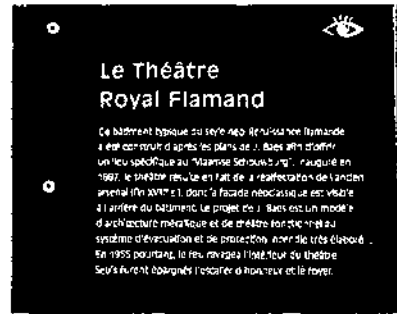 Le Théâtre
Royal Flamand
Ce bâtiment typique du style néo-Renaissance flamande
a été construit d'après les plans de J. Baes afin d'offrir
un lieu spécifique au "Vlaamse Schouwburg". Inauguré en
1887, le théâtre résulte en fait de la réaffectation de l'ancien
arsenal (fin XVIIIe), dont la façade néoclassique est visible
à l'arrière du bâtiment. Le projet de J. Baes est un modèle
d'architecture métallique et de théâtre fonctionnel au
système d'évacuation et de protection incendie très élaboré.
En 1955 pourtant, le feu ravagea l'intérieur du théâtre.
Seuls furent épargnés l'escalier d'honneur et le foyer.